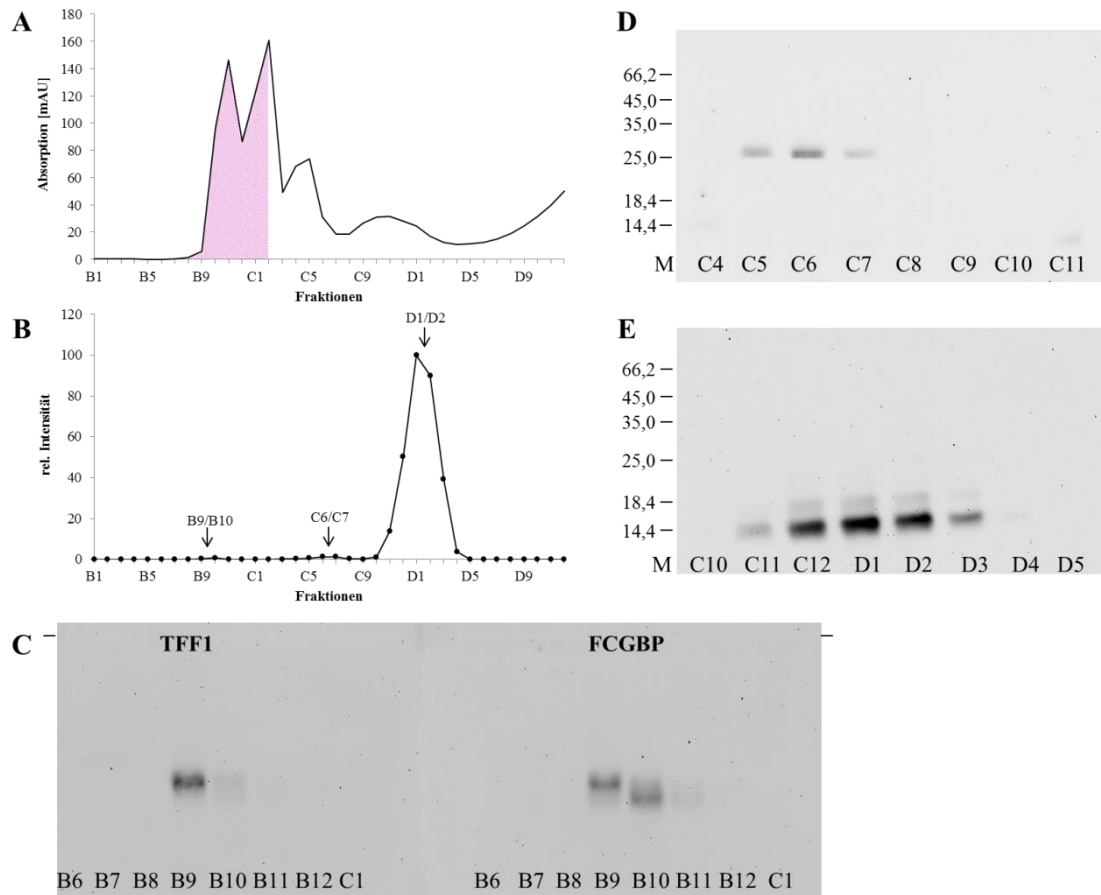 A
Absorption [mAU]
180
160
140
120
100
80
60
40
20
0
B1 B5 B9 C1 C5 C9 D1 D5 D9
Fraktionen
B
rel. Intensität
120
100
80
60
40
20
0
B9/B10
C6/C7
D1/D2
B1 B5 B9 C1 C5 C9 D1 D5 D9
Fraktionen
D
66,2
45,0
35,0
25,0
18,4
14,4
M C4 C5 C6 C7 C8 C9 C10 C11
E
66,2
45,0
35,0
25,0
18,4
14,4
M C10 C11 C12 D1 D2 D3 D4 D5
C
TFF1 FCGBP
B6 B7 B8 B9 B10 B11 B12 C1 B6 B7 B8 B9 B10 B11 B12 C1